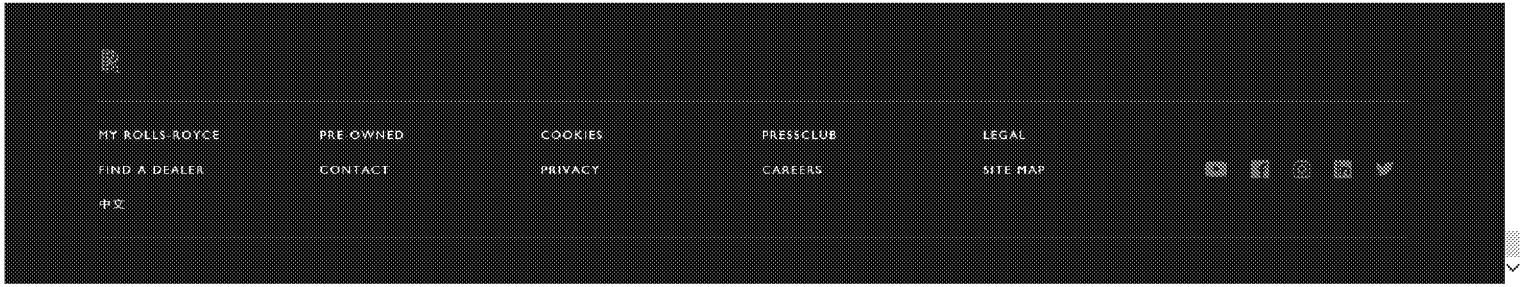 MY ROLLS-ROYCE PRE OWNED COOKIES PRESSCLUB LEGAL
FIND A DEALER CONTACT PRIVACY CAREERS SITE MAP
中文